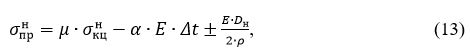 σ_пр^н = μ · σ_кц^н − α · E · Δt ± (E·D_н)/(2·ρ), (13)